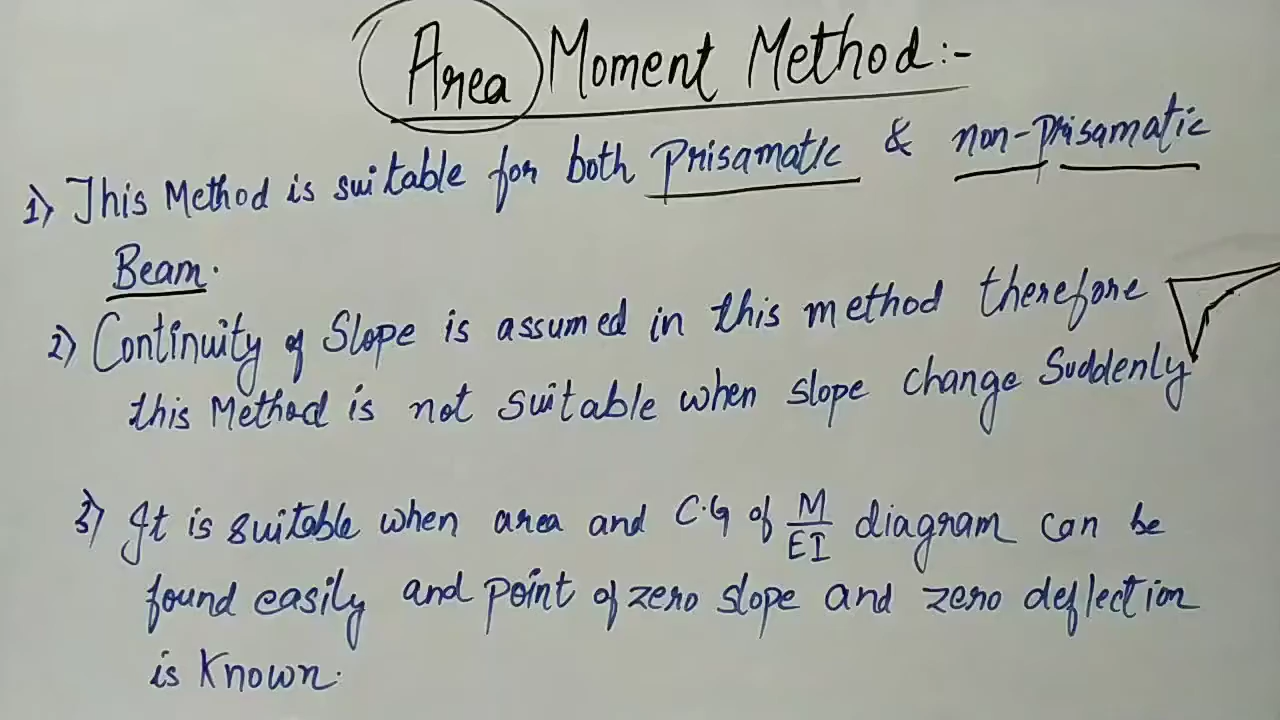 Area Moment Method:-
1) This Method is suitable for both Prisamatic & non-prisamatic
Beam.
2) Continuity of Slope is assumed in this method therefore
this Method is not suitable when slope change Suddenly
3) It is suitable when area and C.G of M/EI diagram can be
found easily and point of zero slope and zero deflection
is Known.